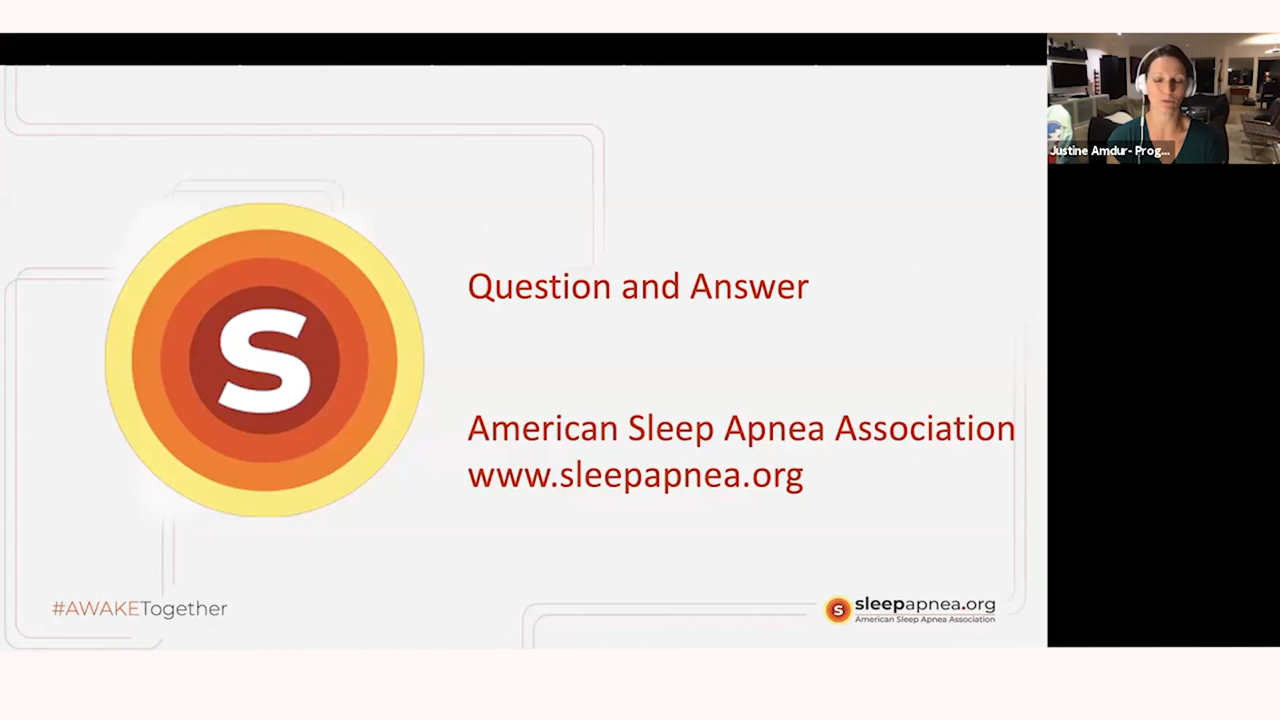 Justine Amdur- Prog...
S
Question and Answer
American Sleep Apnea Association
www.sleepapnea.org
#AWAKETogether
S
sleepapnea.org
American Sleep Apnea Association